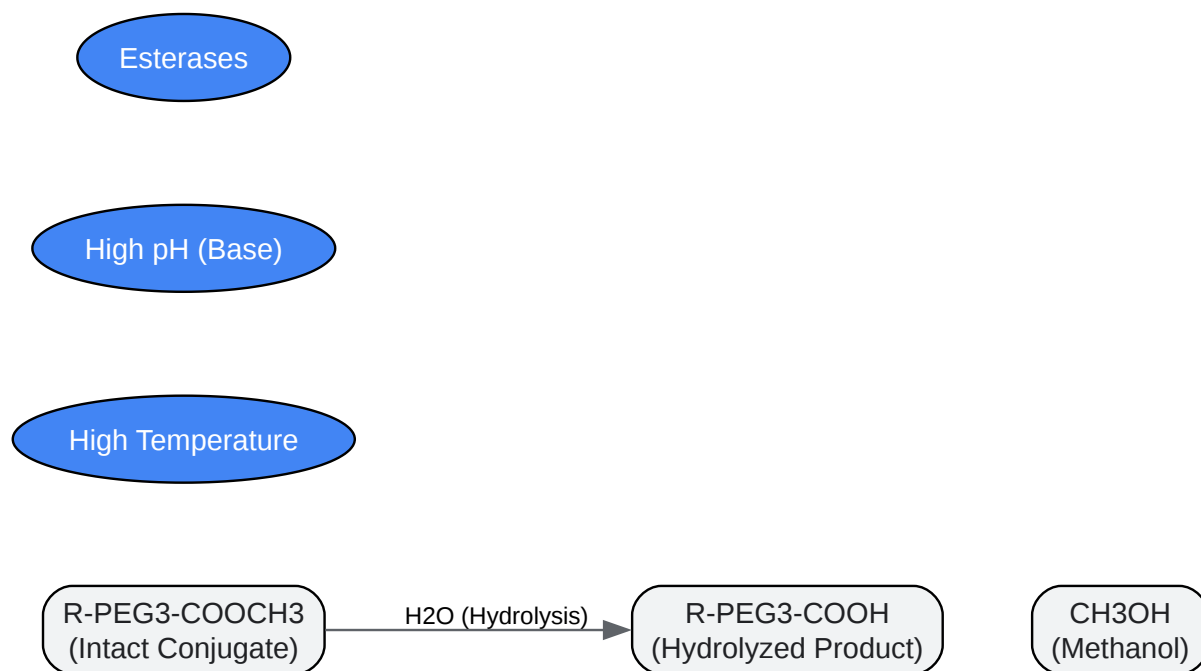 Esterases
High pH (Base)
High Temperature
R-PEG3-COOCH3
(Intact Conjugate)
H2O (Hydrolysis)
R-PEG3-COOH
(Hydrolyzed Product)
CH3OH
(Methanol)